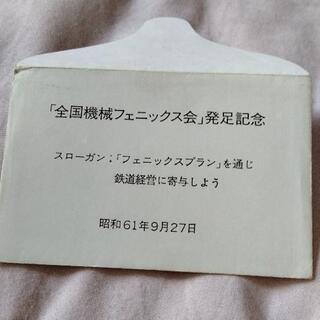 「全国機械フェニックス会」発足記念
スローガン；「フェニックスプラン」を通じ
鉄道経営に寄与しよう
昭和61年9月27日